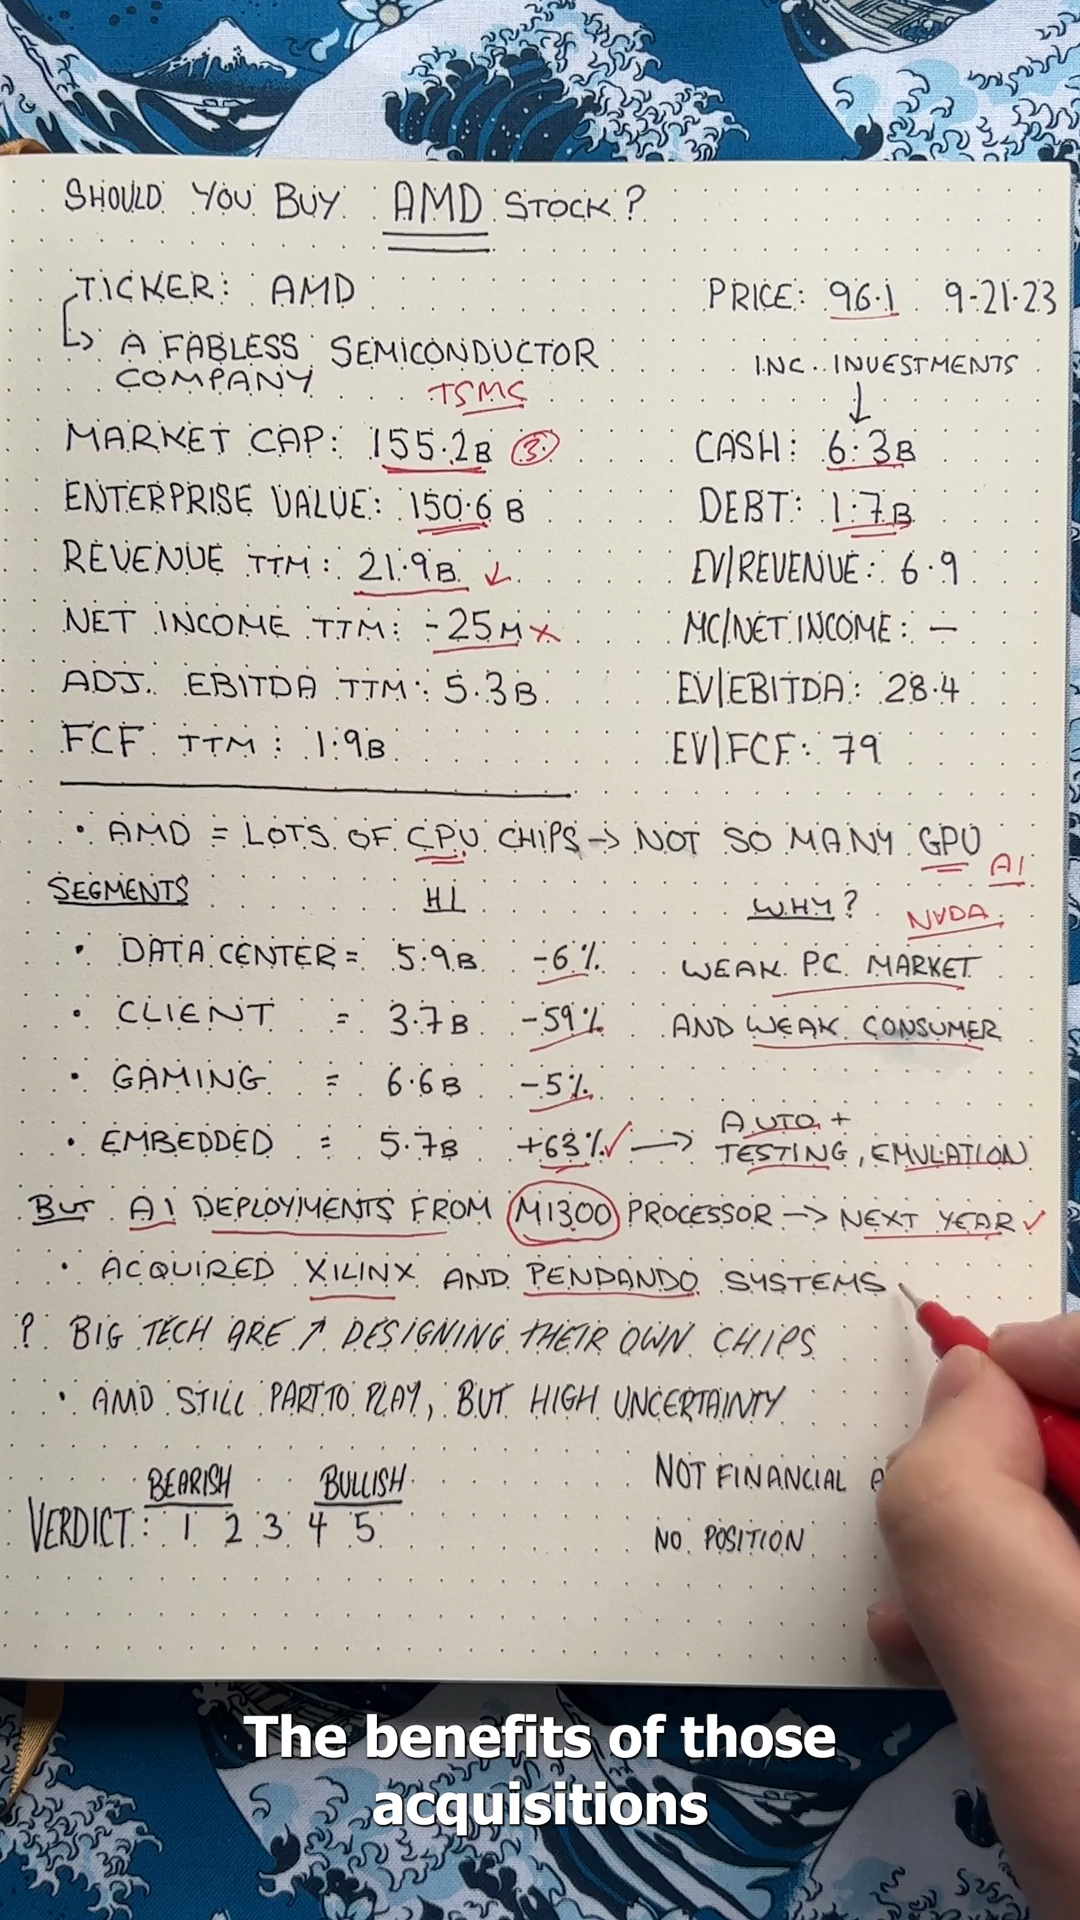 SHOULD YOU BUY AMD STOCK?
TICKER: AMD
PRICE: 96.1 9-21-23
A FABLESS SEMICONDUCTOR
COMPANY
TSMC
INC. INVESTMENTS
MARKET CAP: 155.2B 3
CASH: 6.3B
ENTERPRISE VALUE: 150.6 B
DEBT: 1.7B
REVENUE TTM: 21.9B ↓
EV/REVENUE: 6.9
NET INCOME TTM: -25M x
MC/NET INCOME: —
ADJ. EBITDA TTM: 5.3B
EV/EBITDA: 28.4
FCF TTM: 1.9B
EV/FCF: 79
• AMD = LOTS OF CPU CHIPS → NOT SO MANY GPU
AI
SEGMENTS H1 WHY?
NVDA
• DATA CENTER = 5.9B -6%
WEAK PC MARKET
• CLIENT = 3.7B -59%
AND WEAK CONSUMER
• GAMING = 6.6B -5%
• EMBEDDED = 5.7B +63% ✓ →
AUTO +
TESTING, EMULATION
BUT AI DEPLOYMENTS FROM M1300 PROCESSOR → NEXT YEAR ✓
• ACQUIRED XILINX AND PENDANDO SYSTEMS
? BIG TECH ARE ↗ DESIGNING THEIR OWN CHIPS
• AMD STILL PART TO PLAY, BUT HIGH UNCERTAINTY
BEARISH BULLISH
VERDICT: 1 2 3 4 5
NOT FINANCIAL A
NO POSITION
The benefits of those
acquisitions